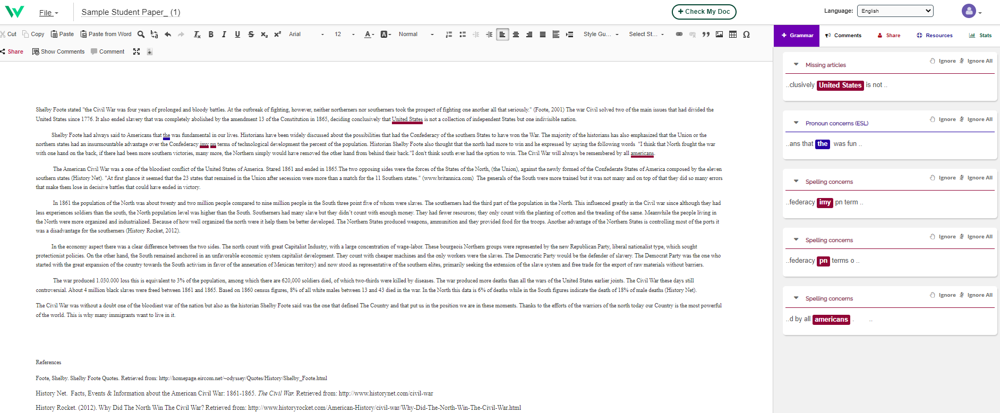 File
Sample Student Paper_ (1)
+ Check My Doc
Language: English
Cut Copy Paste Paste from Word Arial 12 Normal Style Gu... Select St...
Share Show Comments Comment
Grammar Comments Share Resources Stats
Shelby Foote stated "the Civil War was four years of prolonged and bloody battles. At the outbreak of fighting, however, neither northerners nor southerners took the prospect of fighting one another all that seriously." (Foote, 2001) The war Civil solved two of the main issues that had divided the
United States since 1776. It also ended slavery that was completely abolished by the amendment 13 of the Constitution in 1865, deciding conclusively that United States is not a collection of independent States but one indivisible nation.
Shelby Foote had always said to Americans that the was fundamental in our lives. Historians have been widely discussed about the possibilities that had the Confederacy of the southern States to have won the War. The majority of the historians has also emphasized that the Union or the
northern states had an insurmountable advantage over the Confederacy imy pn terms of technological development the percent of the population. Historian Shelby Foote also thought that the north had more to win and he expressed by saying the following words "I think that North fought the war
with one hand on the back, if there had been more southern victories, many more, the Northern simply would have removed the other hand from behind their back."I don't think south ever had the option to win. The Civil War will always be remembered by all americans.
The American Civil War was a one of the bloodiest conflict of the United States of America. Stared 1861 and ended in 1865.The two opposing sides were the forces of the States of the North, (the Union), against the newly formed of the Confederate States of America composed by the eleven
southern states (History Net). "At first glance it seemed that the 23 states that remained in the Union after secession were more than a match for the 11 Southern states." (www.britannica.com) The generals of the South were more trained but it was not many and on top of that they did so many errors
that make them lose in decisive battles that could have ended in victory.
In 1861 the population of the North was about twenty and two million people compared to nine million people in the South three point five of whom were slaves. The southerners had the third part of the population in the North. This influenced greatly in the Civil war since although they had
less experiences soldiers than the south, the North population level was higher than the South. Southerners had many slave but they didn't count with enough money. They had fewer resources; they only count with the planting of cotton and the treading of the same. Meanwhile the people living in
the North were more organized and industrialized. Because of how well organized the north were it help them be better developed. The Northern States produced weapons, ammunition and they provided food for the troops. Another advantage of the Northern States is controlling most of the ports it
was a disadvantage for the southerners (History Rocket, 2012).
In the economy aspect there was a clear difference between the two sides. The north count with great Capitalist Industry, with a large concentration of wage-labor. These bourgeois Northern groups were represented by the new Republican Party, liberal nationalist type, which sought
protectionist policies. On the other hand, the South remained anchored in an unfavorable economic system capitalist development. They count with cheaper machines and the only workers were the slaves. The Democratic Party would be the defender of slavery. The Democrat Party was the one who
started with the great expansion of the country towards the South activism in favor of the annexation of Mexican territory) and now stood as representative of the southern elites, primarily seeking the extension of the slave system and free trade for the export of raw materials without barriers.
The war produced 1.030.000 loss this is equivalent to 3% of the population, among which there are 620,000 soldiers died, of which two-thirds were killed by diseases. The war produced more deaths than all the wars of the United States earlier joints. The Civil War these days still
controversial. About 4 million black slaves were freed between 1861 and 1865. Based on 1860 census figures, 8% of all white males between 13 and 43 died in the war. In the North this data is 6% of deaths while in the South figures indicate the death of 18% of male deaths (History Net).
The Civil War was without a doubt one of the bloodiest war of the nation but also as the historian Shelby Foote said was the one that defined The Country and that put us in the position we are in these moments. Thanks to the efforts of the warriors of the north today our Country is the most powerful
of the world. This is why many immigrants want to live in it.
References
Foote, Shelby. Shelby Foote Quotes. Retrieved from: http://homepage.eircom.net/~odyssey/Quotes/History/Shelby_Foote.html
History Net. Facts, Events & Information about the American Civil War: 1861-1865. The Civil War. Retrieved from: http://www.historynet.com/civil-war
History Rocket. (2012). Why Did The North Win The Civil War? Retrieved from: http://www.historyrocket.com/American-History/civil-war/Why-Did-The-North-Win-The-Civil-War.html
Missing articles Ignore Ignore All
..clusively United States is not ..
Pronoun concerns (ESL) Ignore Ignore All
..ans that the was fun ..
Spelling concerns Ignore Ignore All
..federacy imy pn term ..
Spelling concerns Ignore Ignore All
..federacy pn terms o ..
Spelling concerns Ignore Ignore All
..d by all americans . ..